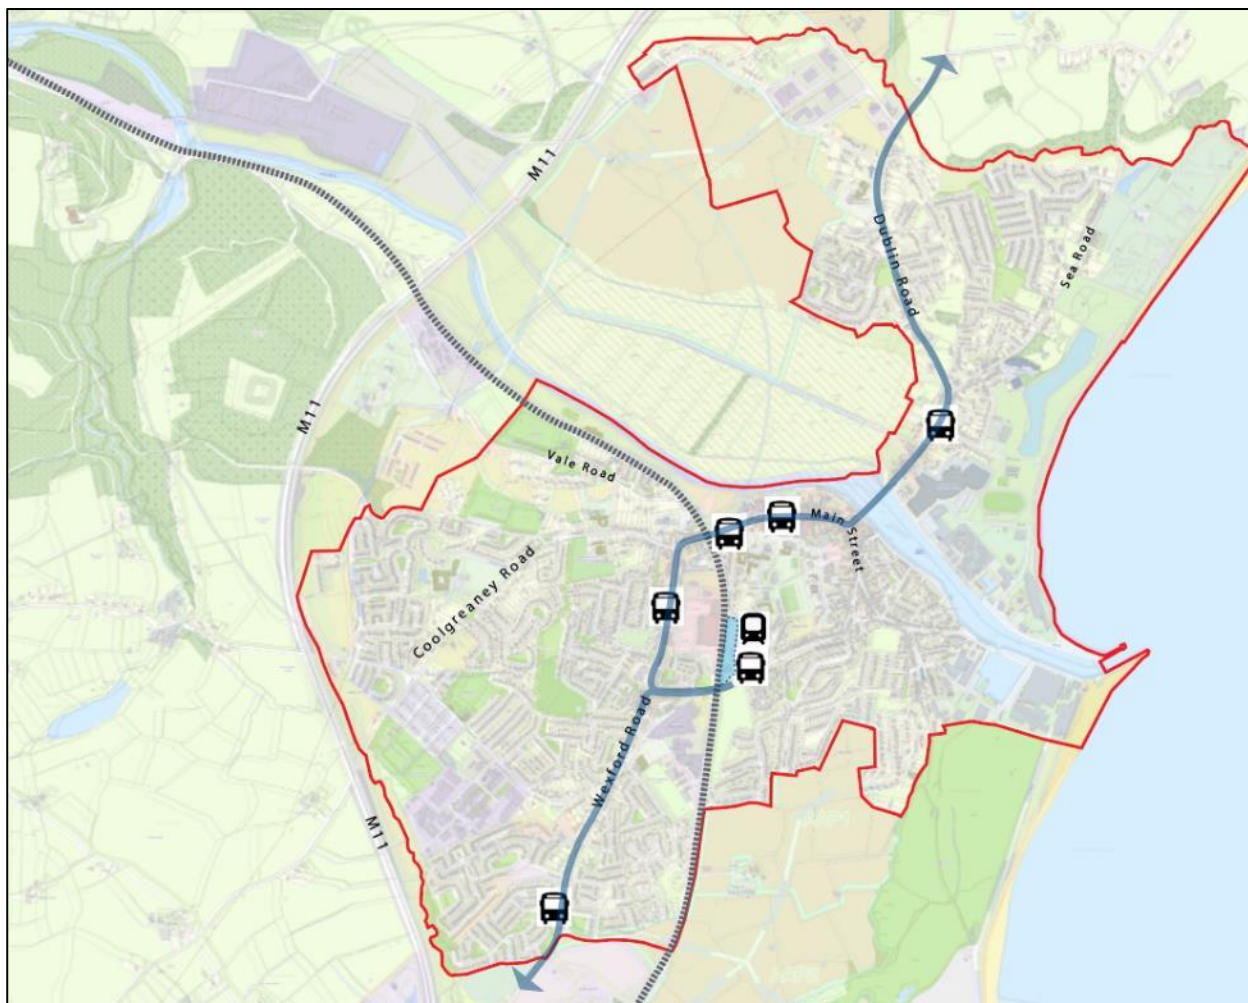 M11
Dublin Road
Sea Road
M11
Vale Road
Main
Street
Coolgreaney Road
Wexford Road
M11